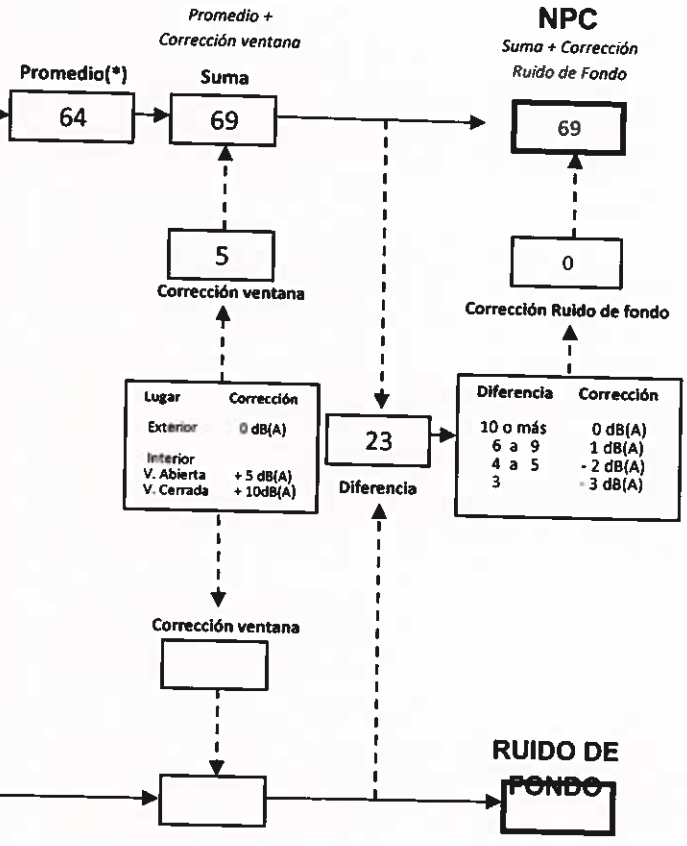 Promedio +
Corrección ventana
NPC
Suma + Corrección
Ruido de Fondo
Promedio(*)
Suma
64
69
69
5
0
Corrección ventana
Corrección Ruido de fondo
Lugar Corrección
Exterior 0 dB(A)
Interior
V. Abierta + 5 dB(A)
V. Cerrada + 10dB(A)
23
Diferencia
Diferencia Corrección
10 o más 0 dB(A)
6 a 9 1 dB(A)
4 a 5 - 2 dB(A)
3 - 3 dB(A)
Corrección ventana
RUIDO DE
FONDO